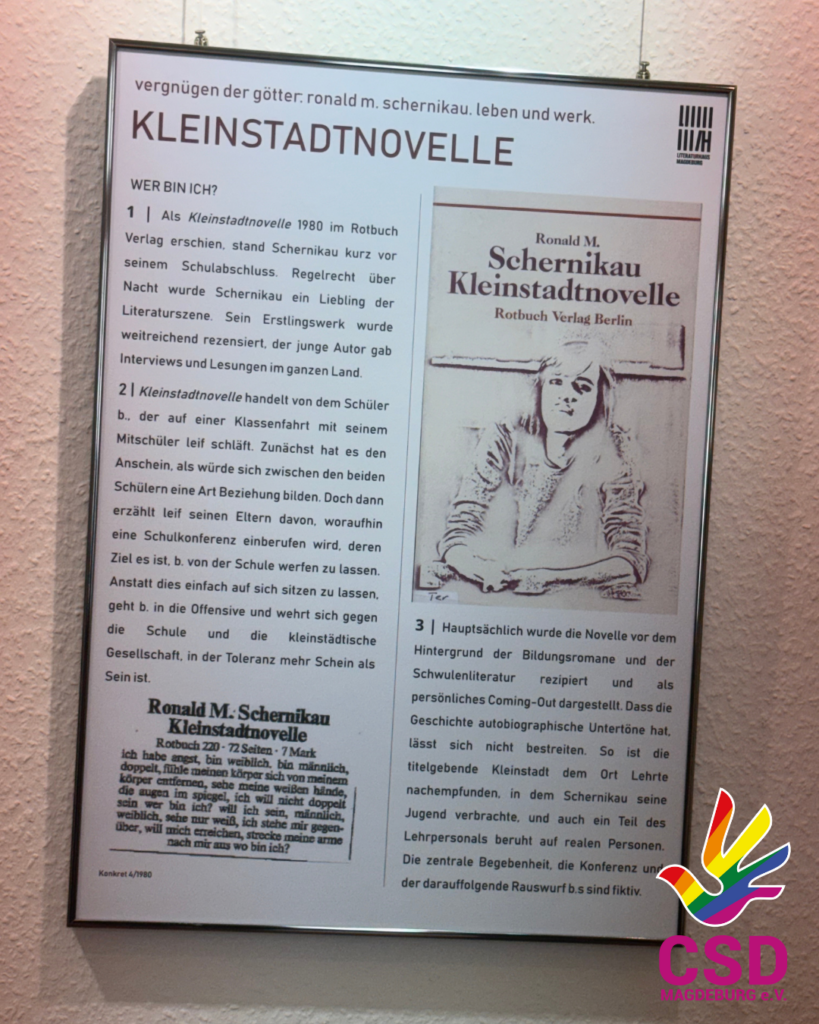 vergnügen der götter: ronald m. schernikau. leben und werk.
KLEINSTADTNOVELLE
LITERATURHAUS
MAGDEBURG
WER BIN ICH?
1 | Als Kleinstadtnovelle 1980 im Rotbuch
Verlag erschien, stand Schernikau kurz vor
seinem Schulabschluss. Regelrecht über
Nacht wurde Schernikau ein Liebling der
Literaturszene. Sein Erstlingswerk wurde
weitreichend rezensiert, der junge Autor gab
Interviews und Lesungen im ganzen Land.
2 | Kleinstadtnovelle handelt von dem Schüler
b., der auf einer Klassenfahrt mit seinem
Mitschüler leif schläft. Zunächst hat es den
Anschein, als würde sich zwischen den beiden
Schülern eine Art Beziehung bilden. Doch dann
erzählt leif seinen Eltern davon, woraufhin
eine Schulkonferenz einberufen wird, deren
Ziel es ist, b. von der Schule werfen zu lassen.
Anstatt dies einfach auf sich sitzen zu lassen,
geht b. in die Offensive und wehrt sich gegen
die Schule und die kleinstädtische
Gesellschaft, in der Toleranz mehr Schein als
Sein ist.
Ronald M. Schernikau
Kleinstadtnovelle
Rotbuch 220 · 72 Seiten · 7 Mark
ich habe angst, bin weiblich, bin männlich,
doppelt, fühle meinen körper sich von meinem
körper entfernen, sehe meine weißen hände,
die augen im spiegel, ich will nicht doppelt
sein wer bin ich? will ich sein, männlich,
weiblich, sehe nur weiß, ich stehe mir gegen-
über, will mich erreichen, strecke meine arme
nach mir aus wo bin ich?
Konkret 4/1980
Ronald M.
Schernikau
Kleinstadtnovelle
Rotbuch Verlag Berlin
Ter
3 | Hauptsächlich wurde die Novelle vor dem
Hintergrund der Bildungsromane und der
Schwulenliteratur rezipiert und als
persönliches Coming-Out dargestellt. Dass die
Geschichte autobiographische Untertöne hat,
lässt sich nicht bestreiten. So ist die
titelgebende Kleinstadt dem Ort Lehrte
nachempfunden, in dem Schernikau seine
Jugend verbrachte, und auch ein Teil des
Lehrpersonals beruht auf realen Personen.
Die zentrale Begebenheit, die Konferenz und
der darauffolgende Rauswurf b.s sind fiktiv.
CSD
MAGDEBURG e.V.